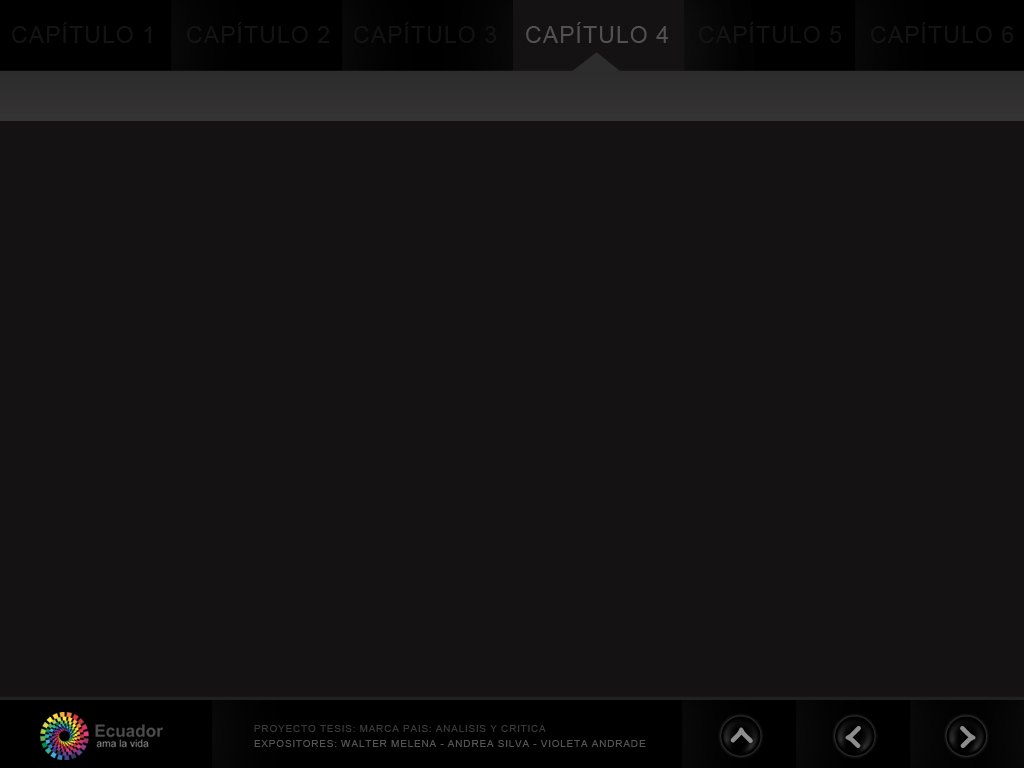 CAPÍTULO 1
CAPÍTULO 2
CAPÍTULO 3
CAPÍTULO 4
CAPÍTULO 5
CAPÍTULO 6
Ecuador
ama la vida
PROYECTO TESIS: MARCA PAIS: ANALISIS Y CRITICA
EXPOSITORES: WALTER MELENA - ANDREA SILVA - VIOLETA ANDRADE